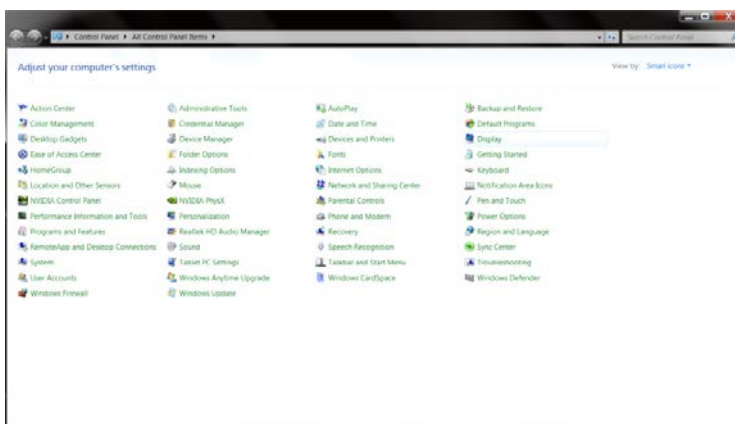 Control Panel ▸ All Control Panel Items ▸
Search Control Panel
Adjust your computer's settings
View by: Small icons
Action Center
Administrative Tools
AutoPlay
Backup and Restore
Color Management
Credential Manager
Date and Time
Default Programs
Desktop Gadgets
Device Manager
Devices and Printers
Display
Ease of Access Center
Folder Options
Fonts
Getting Started
HomeGroup
Indexing Options
Internet Options
Keyboard
Location and Other Sensors
Mouse
Network and Sharing Center
Notification Area Icons
NVIDIA Control Panel
NVIDIA PhysX
Parental Controls
Pen and Touch
Performance Information and Tools
Personalization
Phone and Modem
Power Options
Programs and Features
Realtek HD Audio Manager
Recovery
Region and Language
RemoteApp and Desktop Connections
Sound
Speech Recognition
Sync Center
System
Tablet PC Settings
Taskbar and Start Menu
Troubleshooting
User Accounts
Windows Anytime Upgrade
Windows CardSpace
Windows Defender
Windows Firewall
Windows Update